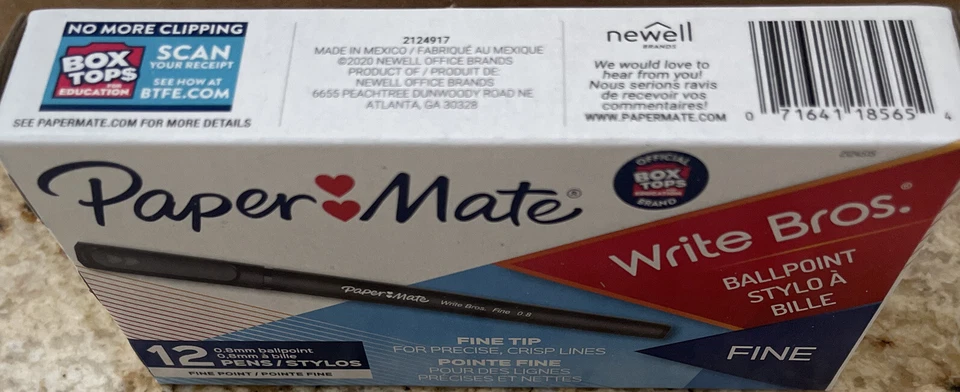 NO MORE CLIPPING
BOX TOPS FOR EDUCATION
SCAN
YOUR RECEIPT
SEE HOW AT
BTFE.COM
SEE PAPERMATE.COM FOR MORE DETAILS
2124917
MADE IN MEXICO / FABRIQUÉ AU MEXIQUE
©2020 NEWELL OFFICE BRANDS
PRODUCT OF / PRODUIT DE:
NEWELL OFFICE BRANDS
6655 PEACHTREE DUNWOODY ROAD NE
ATLANTA, GA 30328
newell
BRANDS
We would love to
hear from you!
Nous serions ravis
de recevoir vos
commentaires!
WWW.PAPERMATE.COM
0 71641 18565 4
Paper Mate®
OFFICIAL
BOX
TOPS
EDUCATION
BRAND
Write Bros.®
BALLPOINT
STYLO À
BILLE
FINE
Paper Mate Write Bros. Fine 0.8
12 0.8mm ballpoint
0,8mm à bille
PENS / STYLOS
FINE POINT / POINTE FINE
FINE TIP
FOR PRECISE, CRISP LINES
POINTE FINE
POUR DES LIGNES
PRÉCISES ET NETTES